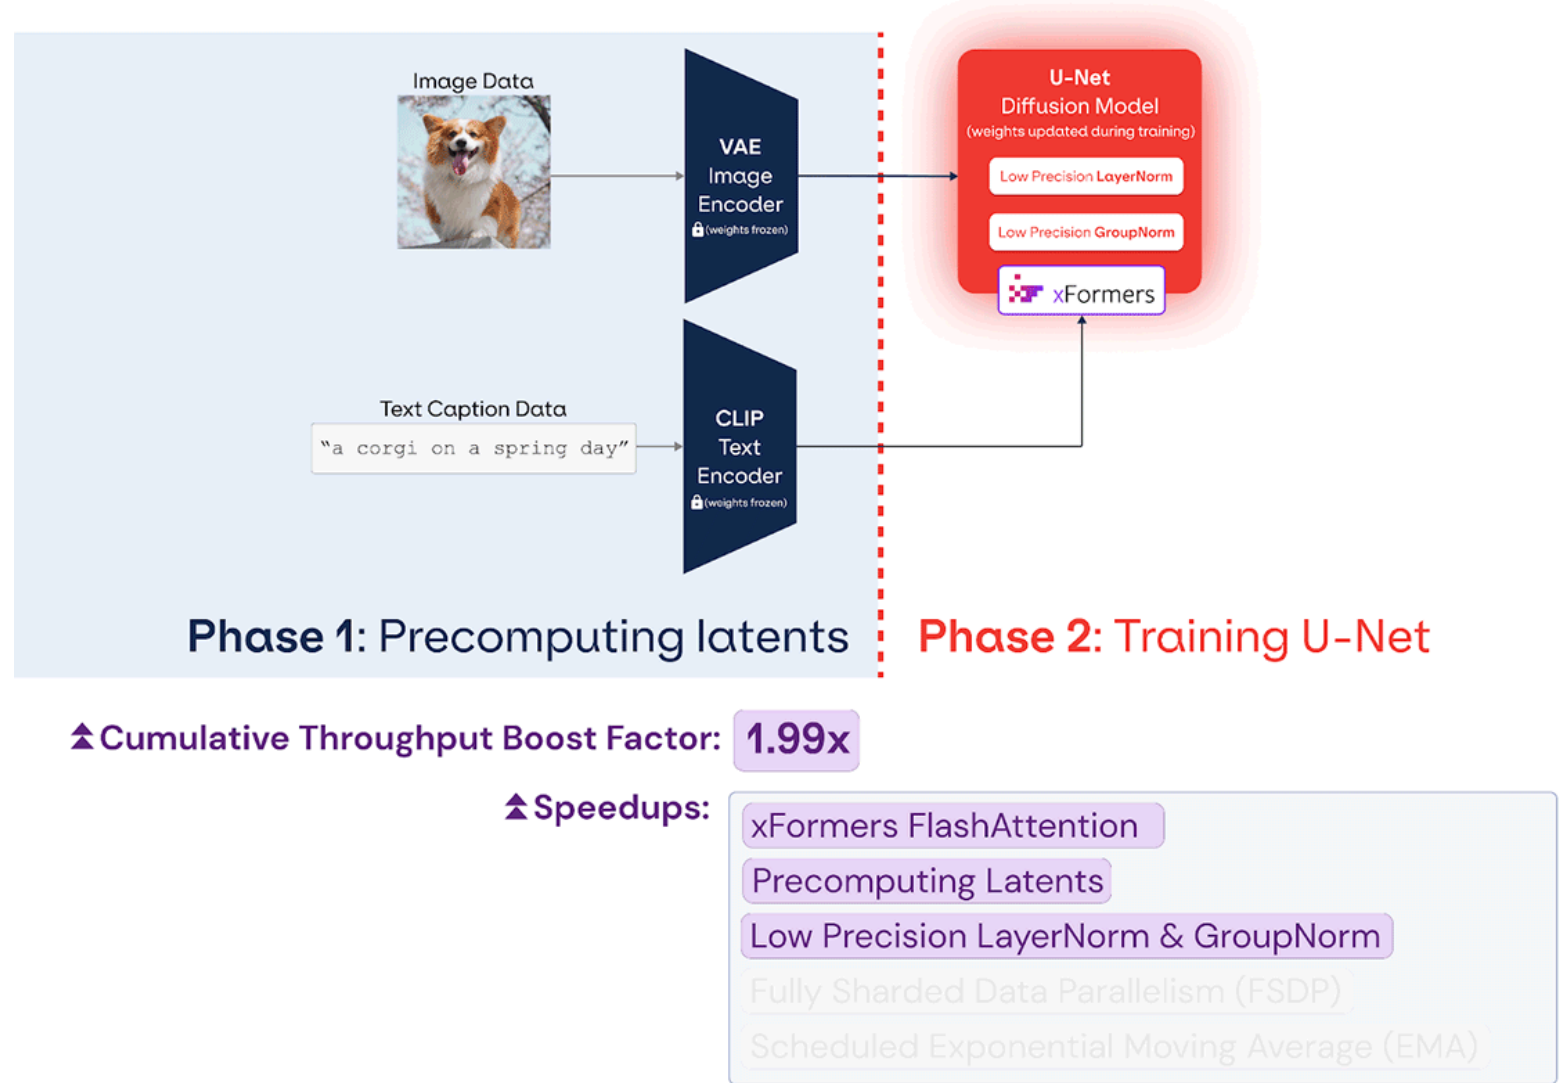 Image Data
VAE
Image
Encoder
(weights frozen)
U-Net
Diffusion Model
(weights updated during training)
Low Precision LayerNorm
Low Precision GroupNorm
xFormers
Text Caption Data
“a corgi on a spring day”
CLIP
Text
Encoder
(weights frozen)
Phase 1: Precomputing latents
Phase 2: Training U-Net
Cumulative Throughput Boost Factor: 1.99x
Speedups:
xFormers FlashAttention
Precomputing Latents
Low Precision LayerNorm & GroupNorm
Fully Sharded Data Parallelism (FSDP)
Scheduled Exponential Moving Average (EMA)